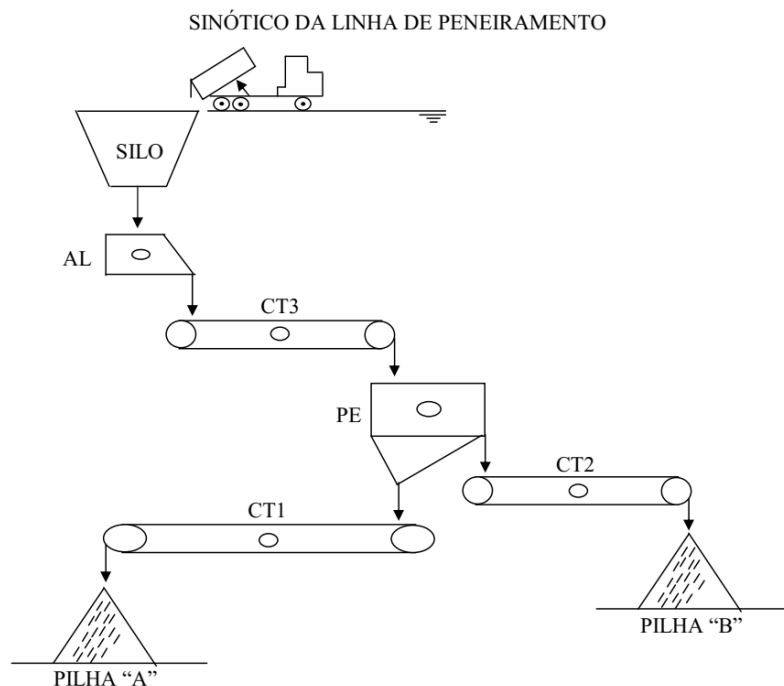 SINÓTICO DA LINHA DE PENEIRAMENTO
SILO
AL
CT3
PE
CT2
CT1
PILHA “B”
PILHA “A”